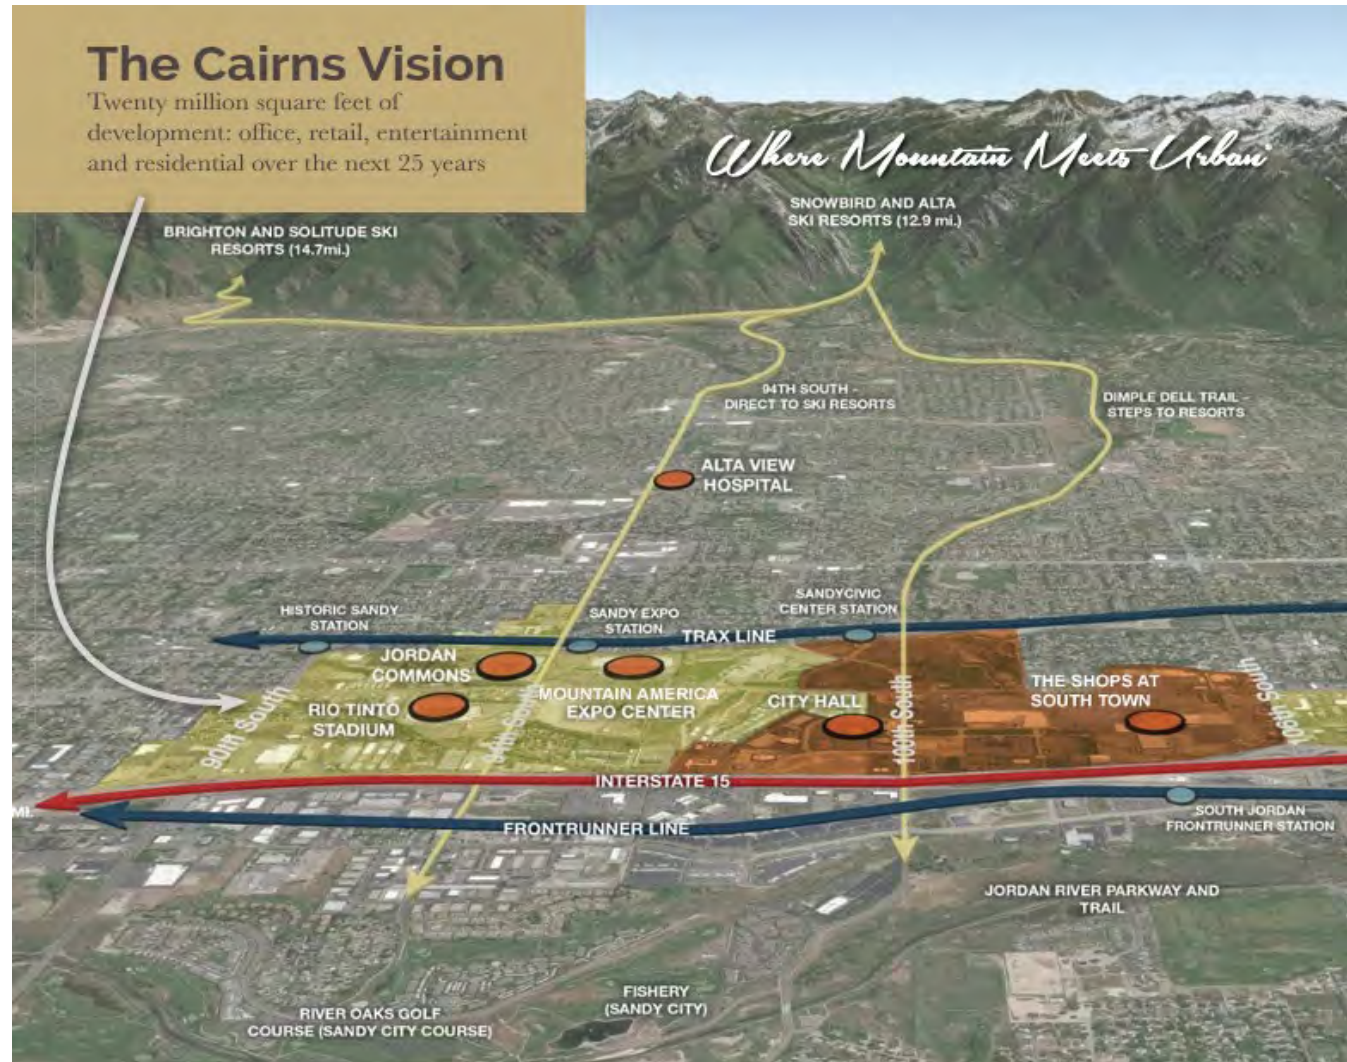 The Cairns Vision
Twenty million square feet of
development: office, retail, entertainment
and residential over the next 25 years
Where Mountain Meets Urban®
SNOWBIRD AND ALTA
SKI RESORTS (12.9 mi.)
BRIGHTON AND SOLITUDE SKI
RESORTS (14.7mi.)
94TH SOUTH -
DIRECT TO SKI RESORTS
DIMPLE DELL TRAIL -
STEPS TO RESORTS
ALTA VIEW
HOSPITAL
HISTORIC SANDY
STATION
SANDY EXPO
STATION
SANDYCIVIC
CENTER STATION
TRAX LINE
JORDAN
COMMONS
RIO TINTO
STADIUM
MOUNTAIN AMERICA
EXPO CENTER
CITY HALL
THE SHOPS AT
SOUTH TOWN
90th South
94th South
100th South
106th South
INTERSTATE 15
MI.
FRONTRUNNER LINE
SOUTH JORDAN
FRONTRUNNER STATION
JORDAN RIVER PARKWAY AND
TRAIL
FISHERY
(SANDY CITY)
RIVER OAKS GOLF
COURSE (SANDY CITY COURSE)